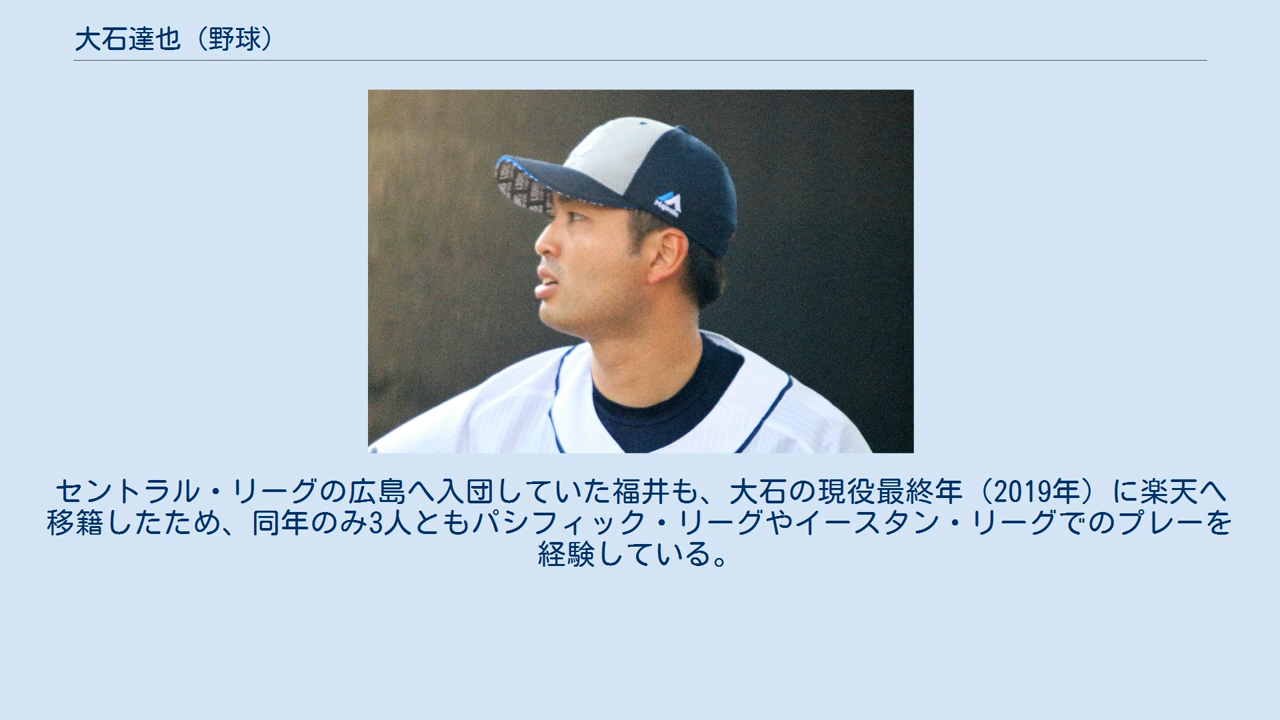 大石達也（野球）
セントラル・リーグの広島へ入団していた福井も、大石の現役最終年（2019年）に楽天へ
移籍したため、同年のみ3人ともパシフィック・リーグやイースタン・リーグでのプレーを
経験している。